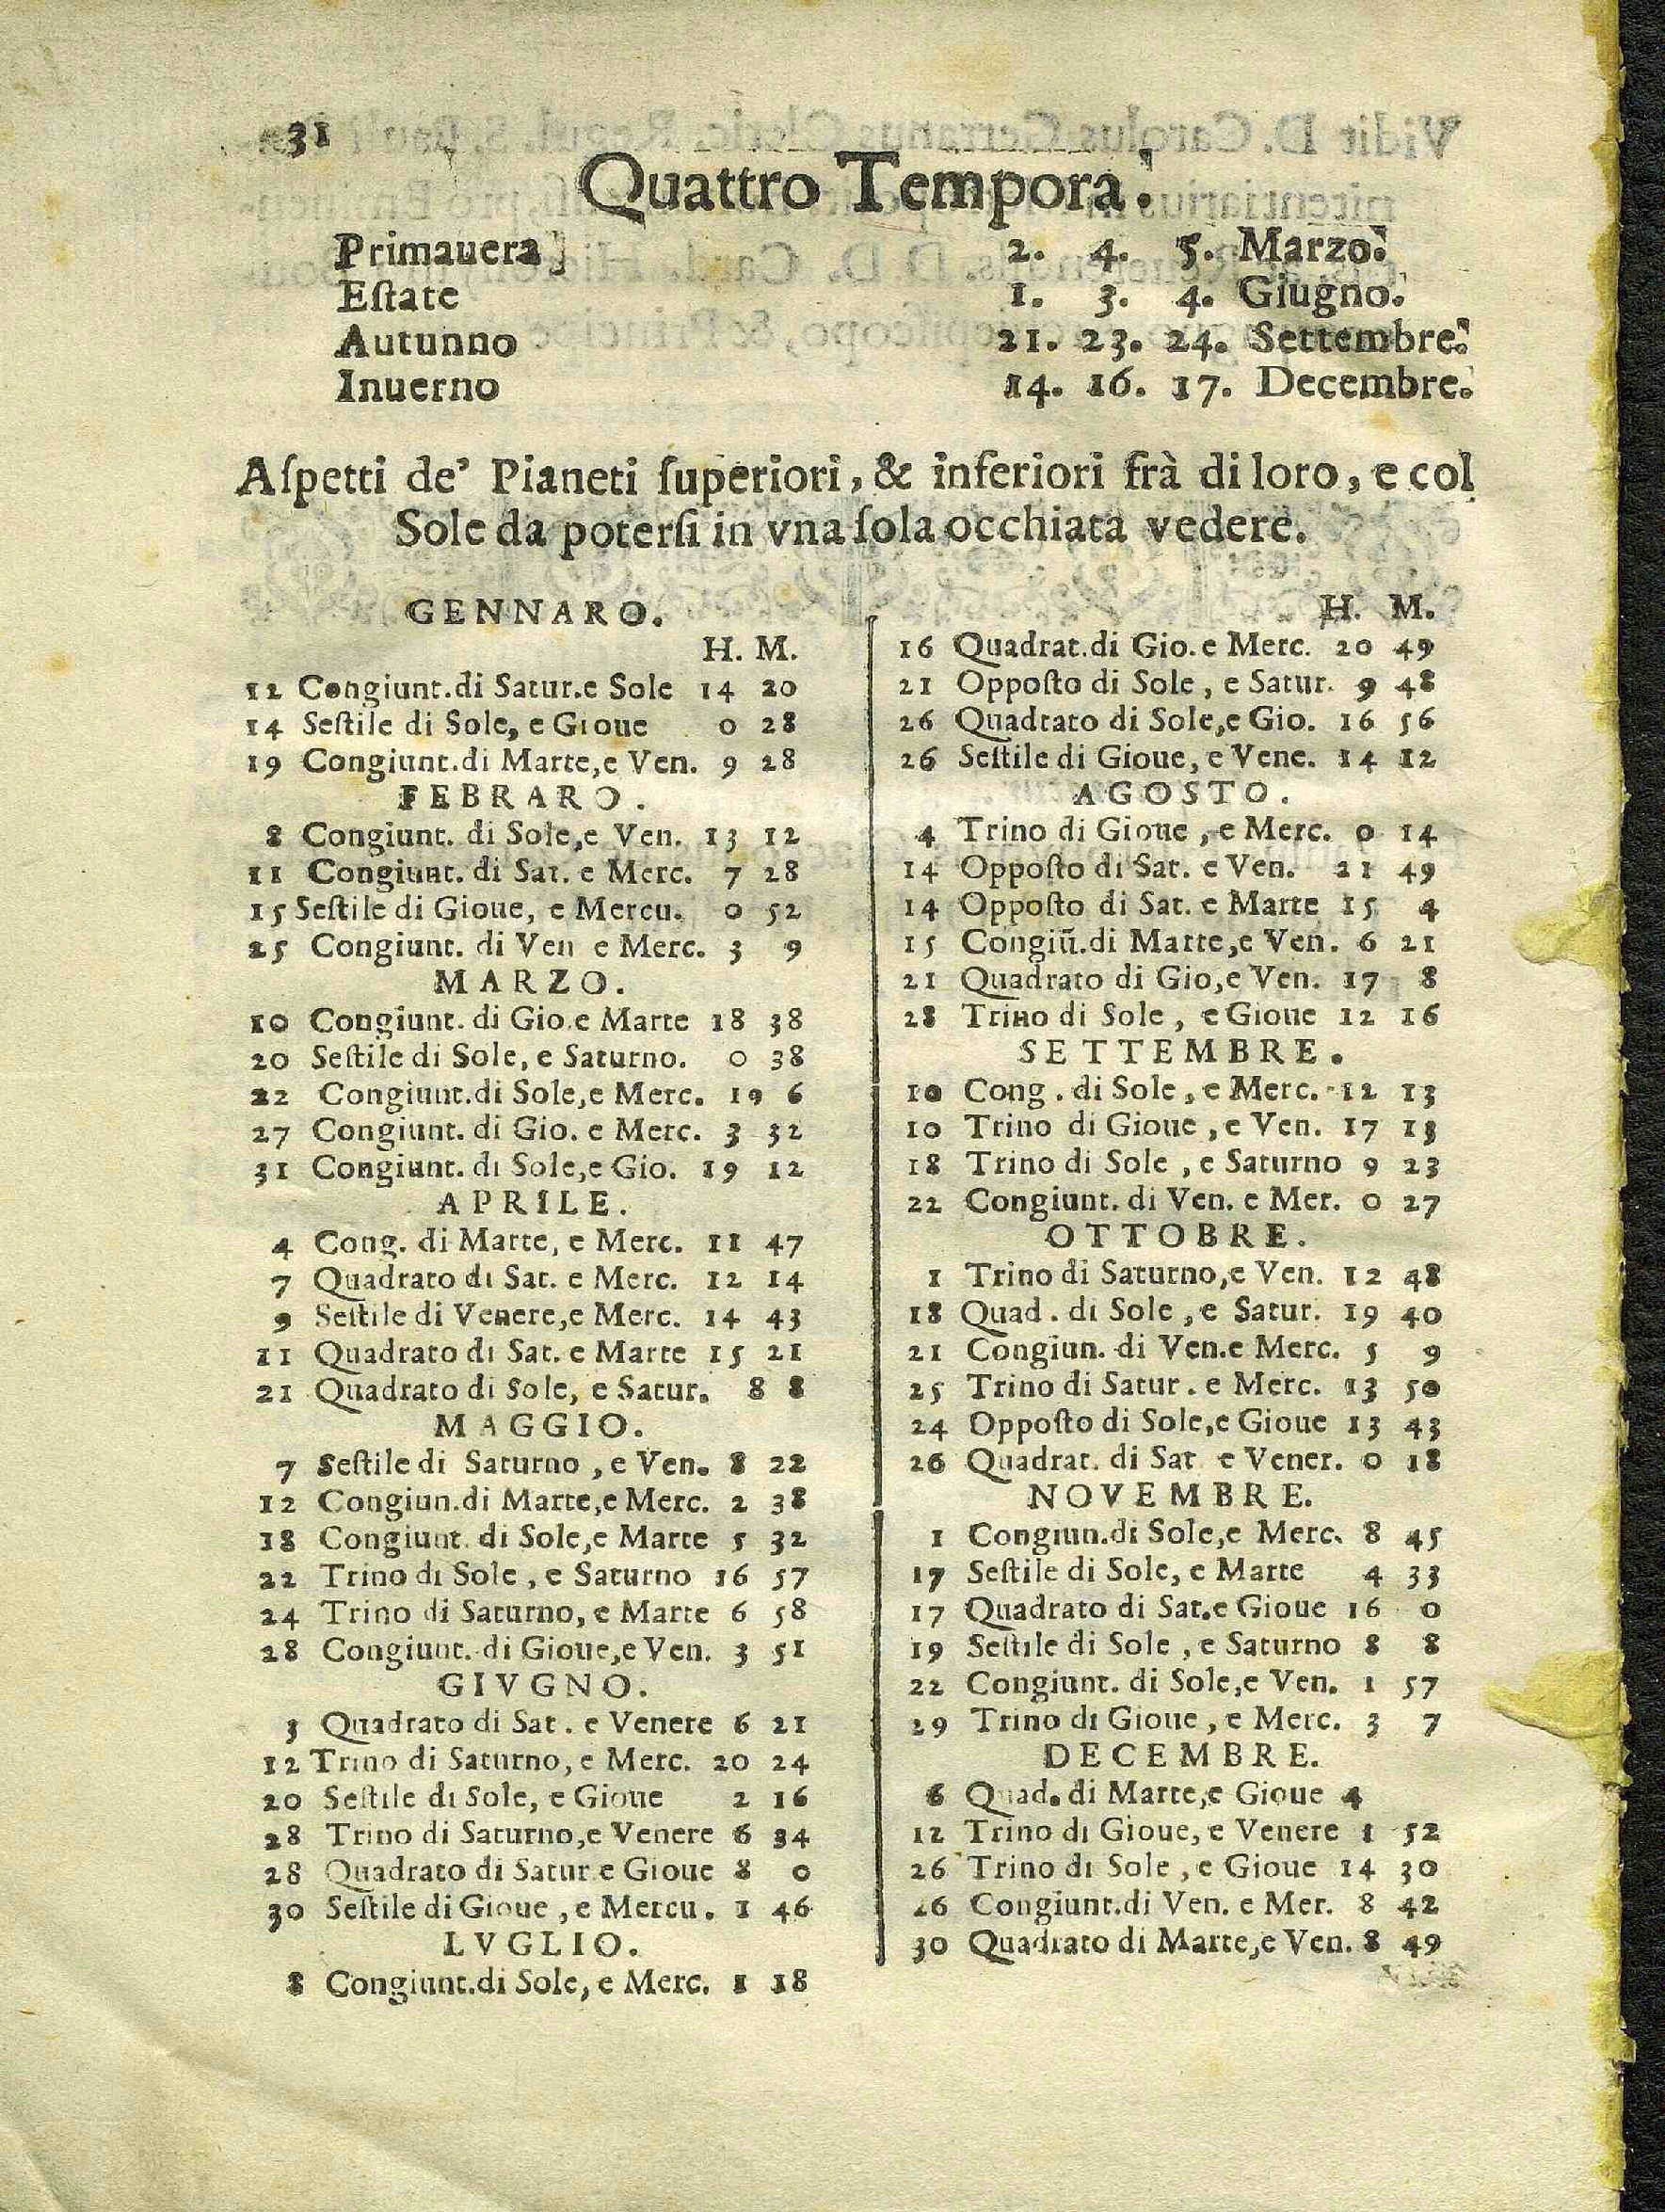 31
Quattro Tempora.
Primauera 2. 4. 5. Marzo.
Eſtate 1. 3. 4. Giugno.
Autunno 21. 23. 24. Settembre.
Inuerno 14. 16. 17. Decembre.
Aſpetti de' Pianeti ſuperiori, & inferiori frà di loro, e col
Sole da poterſi in vna ſola occhiata vedere.
GENNARO.
H. M.
12 Congiunt.di Satur.e Sole 14 20
14 Seſtile di Sole, e Gioue 0 28
19 Congiunt.di Marte,e Ven. 9 28
FEBRARO.
8 Congiunt. di Sole,e Ven. 13 12
11 Congiunt. di Sat. e Merc. 7 28
15 Seſtile di Gioue, e Mercu. 0 52
25 Congiunt. di Ven e Merc. 3 9
MARZO.
10 Congiunt. di Gio.e Marte 18 38
20 Seſtile di Sole, e Saturno. 0 38
22 Congiunt.di Sole,e Merc. 19 6
27 Congiunt. di Gio. e Merc. 3 32
31 Congiunt. di Sole,e Gio. 19 12
APRILE.
4 Cong. di Marte, e Merc. 11 47
7 Quadrato di Sat. e Merc. 12 14
9 Seſtile di Venere,e Merc. 14 43
11 Quadrato di Sat. e Marte 15 21
21 Quadrato di Sole, e Satur. 8 8
MAGGIO.
7 Seſtile di Saturno, e Ven. 8 22
12 Congiun.di Marte,e Merc. 2 38
18 Congiunt. di Sole,e Marte 5 32
22 Trino di Sole, e Saturno 16 57
24 Trino di Saturno, e Marte 6 58
28 Congiunt. di Gioue,e Ven. 3 51
GIVGNO.
3 Quadrato di Sat. e Venere 6 21
12 Trino di Saturno, e Merc. 20 24
20 Seſtile di Sole, e Gioue 2 16
28 Trino di Saturno,e Venere 6 34
28 Quadrato di Satur e Gioue 8 0
30 Seſtile di Gioue, e Mercu. 1 46
LVGLIO.
8 Congiunt.di Sole, e Merc. 1 18
H. M.
16 Quadrat.di Gio.e Merc. 20 49
21 Oppoſto di Sole, e Satur. 9 48
26 Quadrato di Sole,e Gio. 16 56
26 Seſtile di Gioue, e Vene. 14 12
AGOSTO.
4 Trino di Gioue, e Merc. 0 14
14 Oppoſto di Sat. e Ven. 21 49
14 Oppoſto di Sat. e Marte 15 4
15 Congiũ.di Marte,e Ven. 6 21
21 Quadrato di Gio,e Ven. 17 8
28 Trino di Sole, e Gioue 12 16
SETTEMBRE.
10 Cong. di Sole, e Merc. 12 13
10 Trino di Gioue, e Ven. 17 13
18 Trino di Sole, e Saturno 9 23
22 Congiunt. di Ven. e Mer. 0 27
OTTOBRE.
1 Trino di Saturno,e Ven. 12 48
18 Quad. di Sole, e Satur. 19 40
21 Congiun. di Ven.e Merc. 5 9
25 Trino di Satur. e Merc. 13 50
24 Oppoſto di Sole,e Gioue 13 43
26 Quadrat. di Sat e Vener. 0 18
NOVEMBRE.
1 Congiun.di Sole,e Merc. 8 45
17 Seſtile di Sole, e Marte 4 33
17 Quadrato di Sat.e Gioue 16 0
19 Seſtile di Sole, e Saturno 8 8
22 Congiunt. di Sole,e Ven. 1 57
29 Trino di Gioue, e Merc. 3 7
DECEMBRE.
6 Quad. di Marte,e Gioue 4
12 Trino di Gioue, e Venere 1 52
26 Trino di Sole, e Gioue 14 30
26 Congiunt.di Ven. e Mer. 8 42
30 Quadrato di Marte,e Ven. 8 49